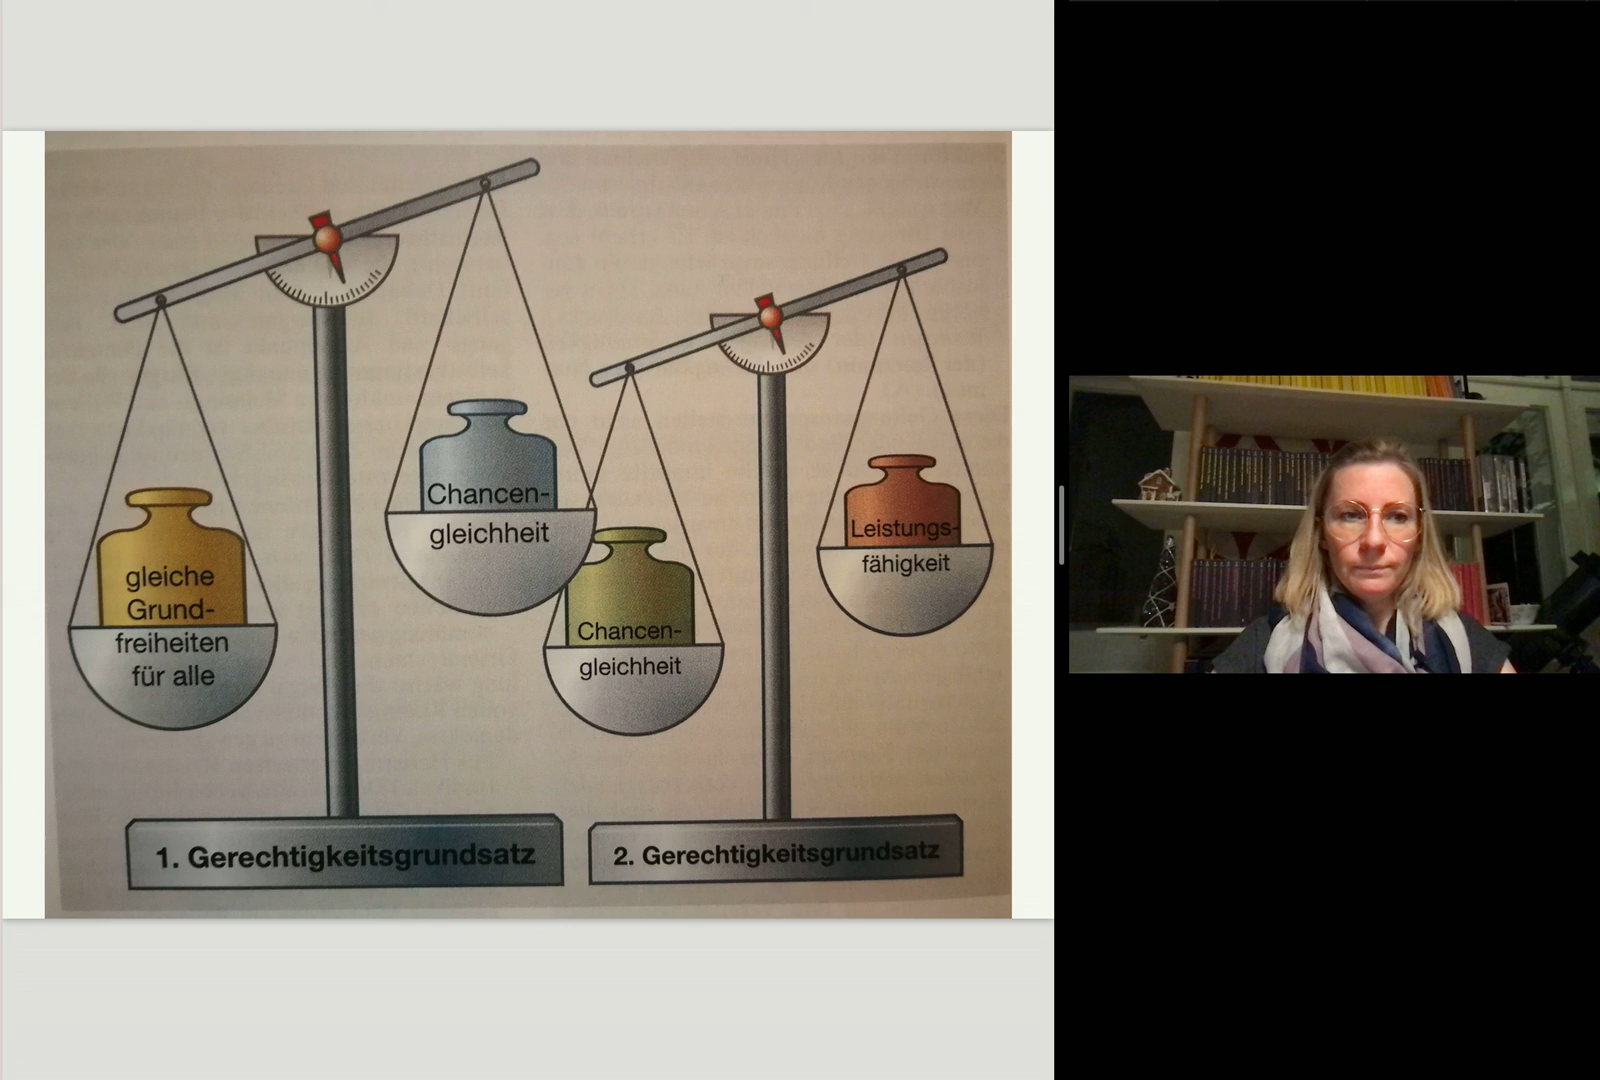 gleiche
Grund-
freiheiten
für alle
Chancen-
gleichheit
1. Gerechtigkeitsgrundsatz
Chancen-
gleichheit
Leistungs-
fähigkeit
2. Gerechtigkeitsgrundsatz